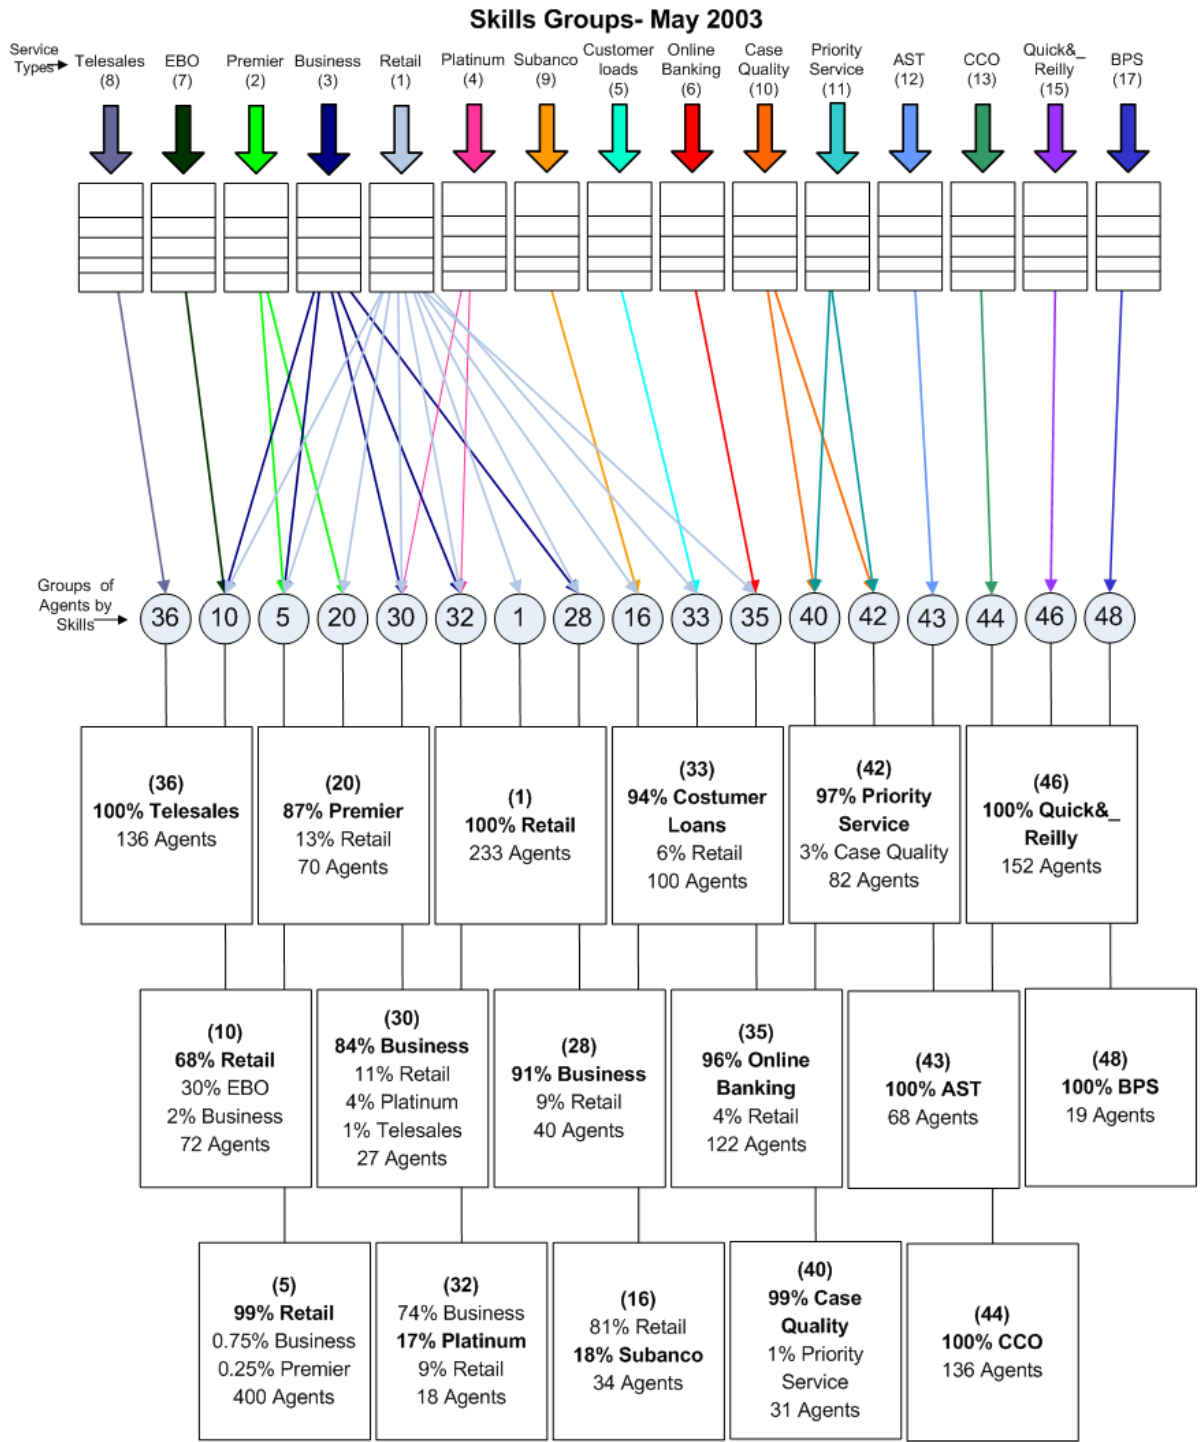 Skills Groups- May 2003
Service
Types
Telesales
(8)
EBO
(7)
Premier
(2)
Business
(3)
Retail
(1)
Platinum
(4)
Subanco
(9)
Customer
loads
(5)
Online
Banking
(6)
Case
Quality
(10)
Priority
Service
(11)
AST
(12)
CCO
(13)
Quick&_
Reilly
(15)
BPS
(17)
Groups of
Agents by
Skills
36
10
5
20
30
32
1
28
16
33
35
40
42
43
44
46
48
(36)
100% Telesales
136 Agents
(20)
87% Premier
13% Retail
70 Agents
(1)
100% Retail
233 Agents
(33)
94% Costumer
Loans
6% Retail
100 Agents
(42)
97% Priority
Service
3% Case Quality
82 Agents
(46)
100% Quick&_
Reilly
152 Agents
(10)
68% Retail
30% EBO
2% Business
72 Agents
(30)
84% Business
11% Retail
4% Platinum
1% Telesales
27 Agents
(28)
91% Business
9% Retail
40 Agents
(35)
96% Online
Banking
4% Retail
122 Agents
(43)
100% AST
68 Agents
(48)
100% BPS
19 Agents
(5)
99% Retail
0.75% Business
0.25% Premier
400 Agents
(32)
74% Business
17% Platinum
9% Retail
18 Agents
(16)
81% Retail
18% Subanco
34 Agents
(40)
99% Case
Quality
1% Priority
Service
31 Agents
(44)
100% CCO
136 Agents